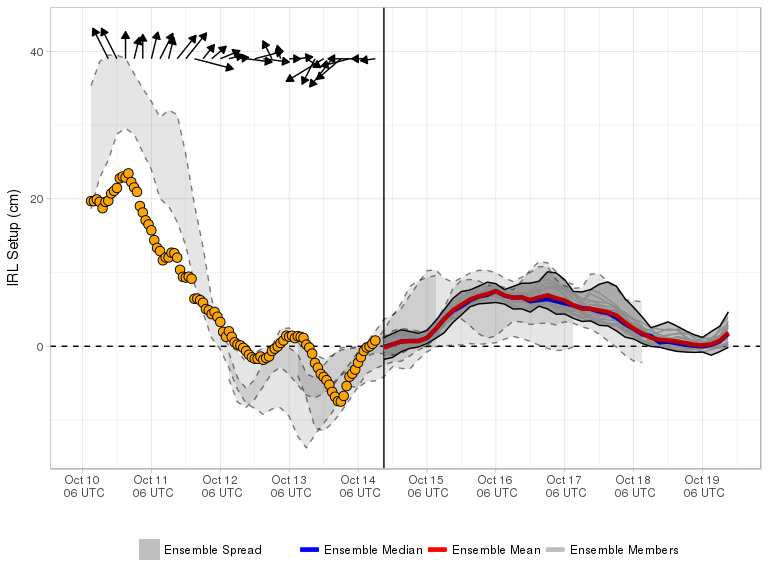 IRL Setup (cm)
40
20
0
Oct 10 Oct 11 Oct 12 Oct 13 Oct 14 Oct 15 Oct 16 Oct 17 Oct 18 Oct 19
06 UTC 06 UTC 06 UTC 06 UTC 06 UTC 06 UTC 06 UTC 06 UTC 06 UTC 06 UTC
Ensemble Spread Ensemble Median Ensemble Mean Ensemble Members